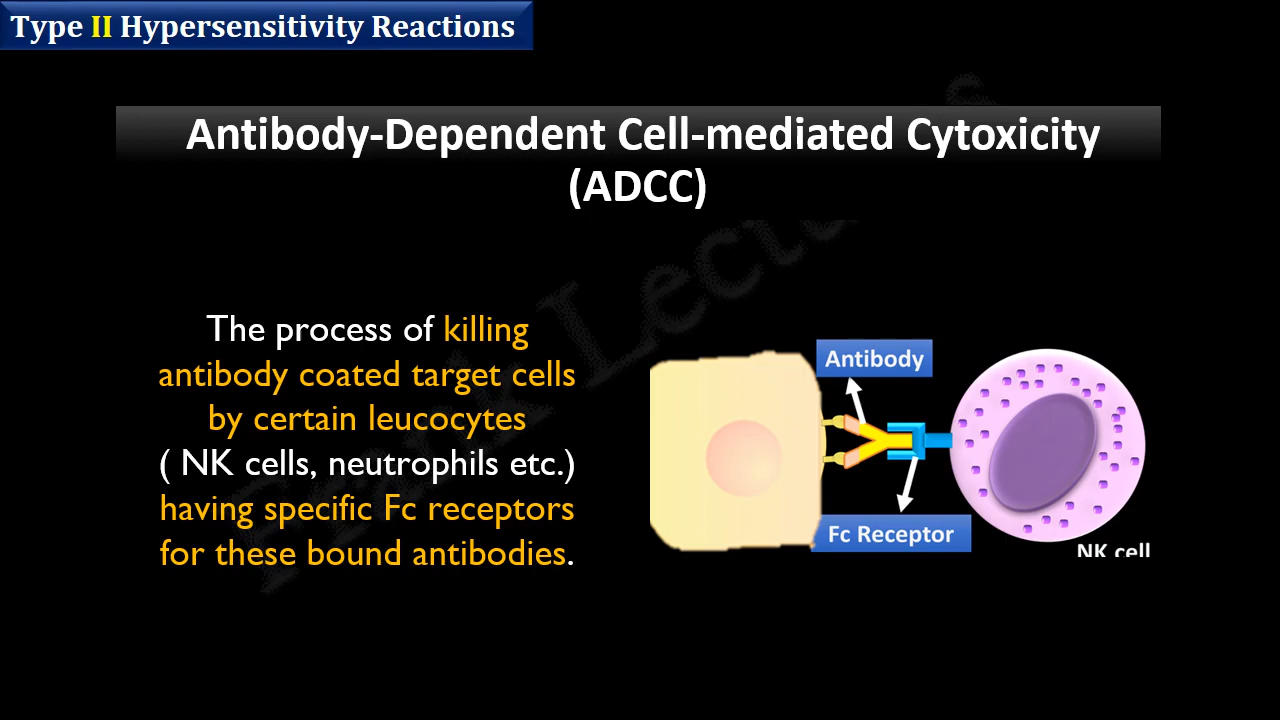 Type II Hypersensitivity Reactions
Antibody-Dependent Cell-mediated Cytoxicity
(ADCC)
The process of killing
antibody coated target cells
by certain leucocytes
( NK cells, neutrophils etc.)
having specific Fc receptors
for these bound antibodies.
Antibody
Fc Receptor
NK cell